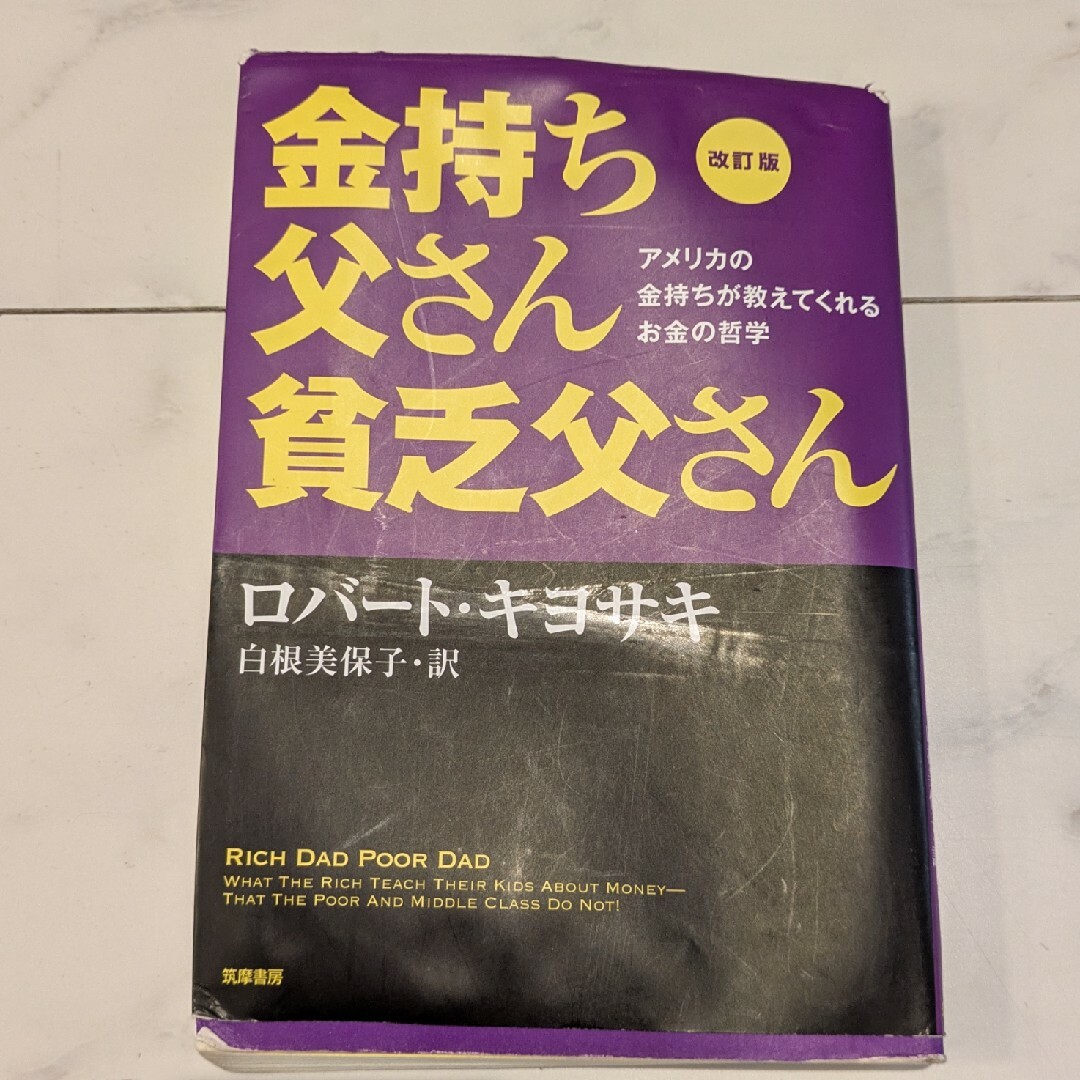 金持ち
父さん
貧乏父さん
改訂版
アメリカの
金持ちが教えてくれる
お金の哲学
ロバート・キヨサキ
白根美保子・訳
RICH DAD POOR DAD
WHAT THE RICH TEACH THEIR KIDS ABOUT MONEY—
THAT THE POOR AND MIDDLE CLASS DO NOT!
筑摩書房